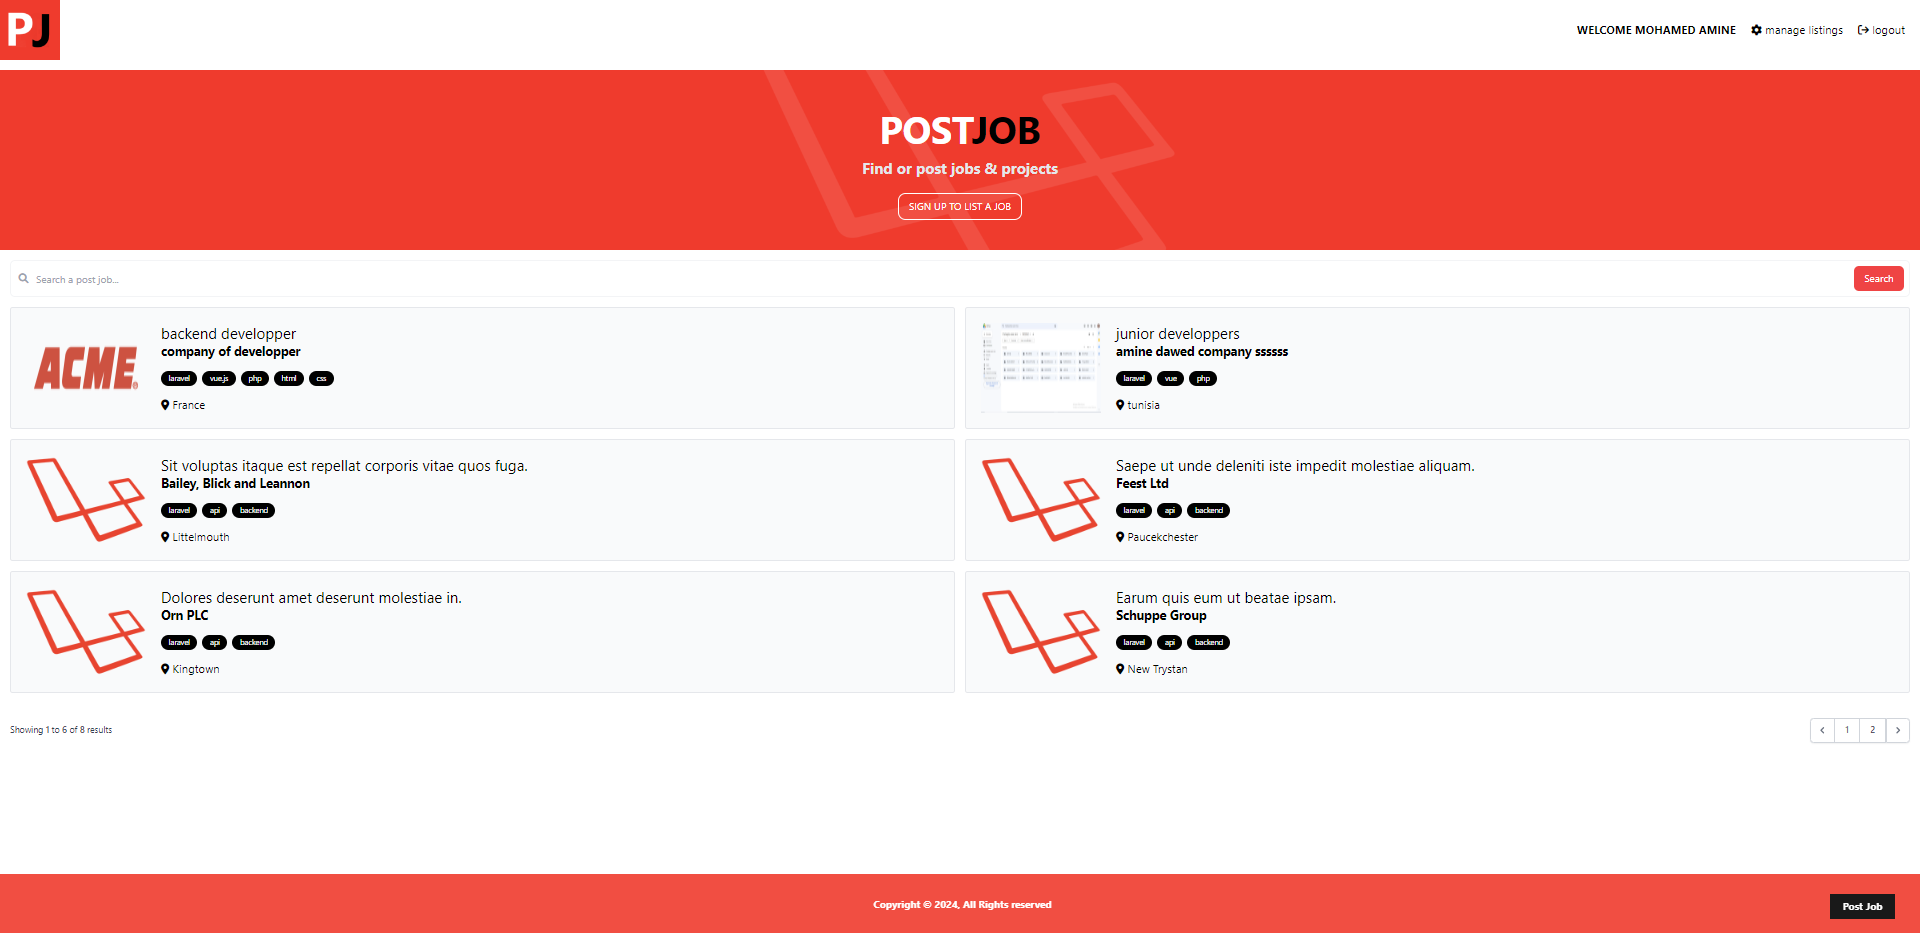 PJ
WELCOME MOHAMED AMINE manage listings logout
POSTJOB
Find or post jobs & projects
SIGN UP TO LIST A JOB
Search a post job...
Search
ACME
backend developper
company of developper
laravel vue.js php html css
France
junior developpers
amine dawed company ssssss
laravel vue php
tunisia
Sit voluptas itaque est repellat corporis vitae quos fuga.
Bailey, Blick and Leannon
laravel api backend
Littelmouth
Saepe ut unde deleniti iste impedit molestiae aliquam.
Feest Ltd
laravel api backend
Paucekchester
Dolores deserunt amet deserunt molestiae in.
Orn PLC
laravel api backend
Kingtown
Earum quis eum ut beatae ipsam.
Schuppe Group
laravel api backend
New Trystan
Showing 1 to 6 of 8 results
1 2
Copyright © 2024, All Rights reserved
Post Job